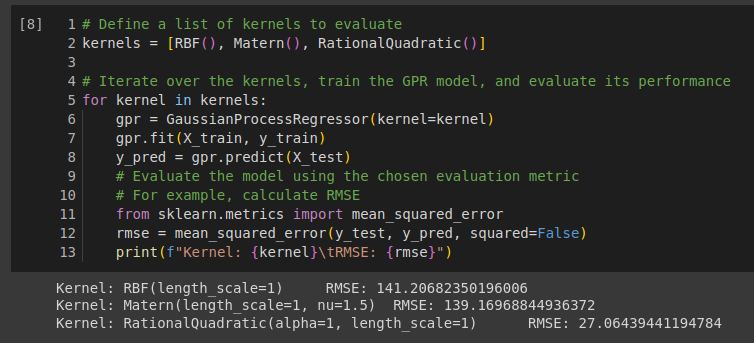 [8] 1 # Define a list of kernels to evaluate
2 kernels = [RBF(), Matern(), RationalQuadratic()]
3
4 # Iterate over the kernels, train the GPR model, and evaluate its performance
5 for kernel in kernels:
6     gpr = GaussianProcessRegressor(kernel=kernel)
7     gpr.fit(X_train, y_train)
8     y_pred = gpr.predict(X_test)
9     # Evaluate the model using the chosen evaluation metric
10     # For example, calculate RMSE
11     from sklearn.metrics import mean_squared_error
12     rmse = mean_squared_error(y_test, y_pred, squared=False)
13     print(f"Kernel: {kernel}\tRMSE: {rmse}")
Kernel: RBF(length_scale=1)     RMSE: 141.20682350196006
Kernel: Matern(length_scale=1, nu=1.5)  RMSE: 139.16968844936372
Kernel: RationalQuadratic(alpha=1, length_scale=1)      RMSE: 27.06439441194784